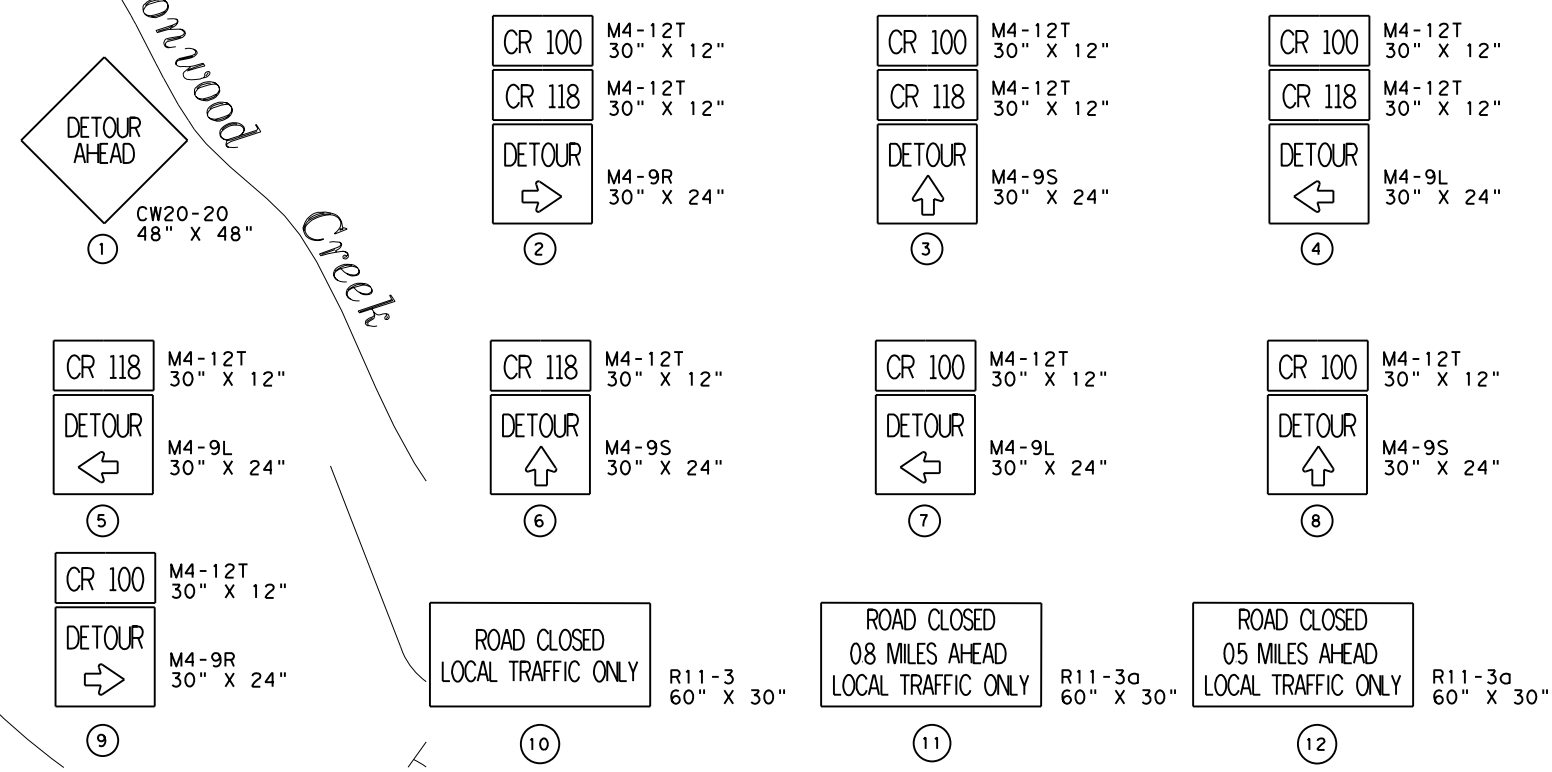 onwood
Creek
DETOUR
AHEAD
CW20-20
48" X 48"
1
CR 100
M4-12T
30" X 12"
CR 118
M4-12T
30" X 12"
DETOUR
M4-9R
30" X 24"
2
CR 100
M4-12T
30" X 12"
CR 118
M4-12T
30" X 12"
DETOUR
M4-9S
30" X 24"
3
CR 100
M4-12T
30" X 12"
CR 118
M4-12T
30" X 12"
DETOUR
M4-9L
30" X 24"
4
CR 118
M4-12T
30" X 12"
DETOUR
M4-9L
30" X 24"
5
CR 118
M4-12T
30" X 12"
DETOUR
M4-9S
30" X 24"
6
CR 100
M4-12T
30" X 12"
DETOUR
M4-9L
30" X 24"
7
CR 100
M4-12T
30" X 12"
DETOUR
M4-9S
30" X 24"
8
CR 100
M4-12T
30" X 12"
DETOUR
M4-9R
30" X 24"
9
ROAD CLOSED
LOCAL TRAFFIC ONLY
R11-3
60" X 30"
10
ROAD CLOSED
0.8 MILES AHEAD
LOCAL TRAFFIC ONLY
R11-3a
60" X 30"
11
ROAD CLOSED
0.5 MILES AHEAD
LOCAL TRAFFIC ONLY
R11-3a
60" X 30"
12